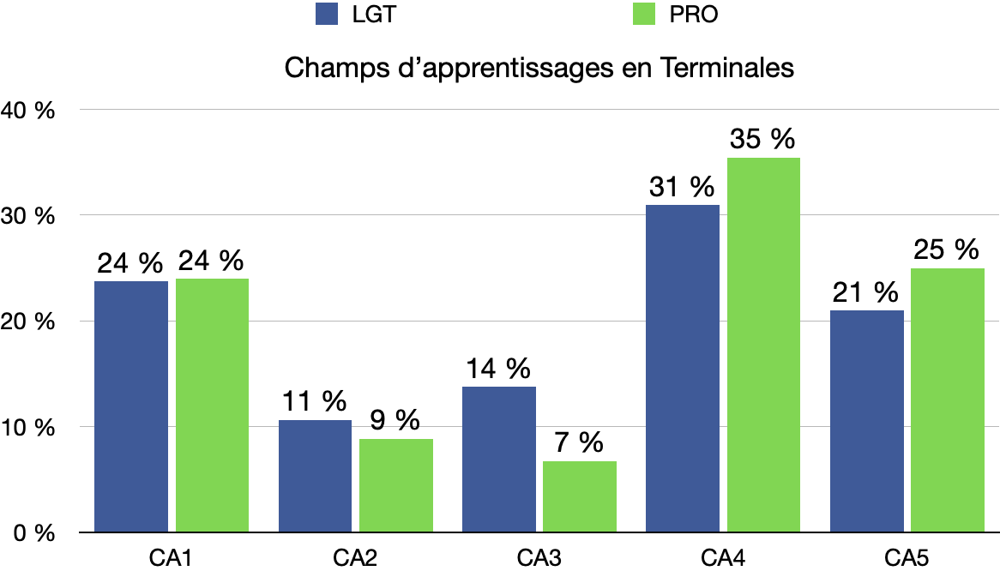 LGT PRO
Champs d’apprentissages en Terminales
40 %
30 %
20 %
10 %
0 %
24 % 24 %
11 % 9 %
14 % 7 %
31 % 35 %
21 % 25 %
CA1 CA2 CA3 CA4 CA5